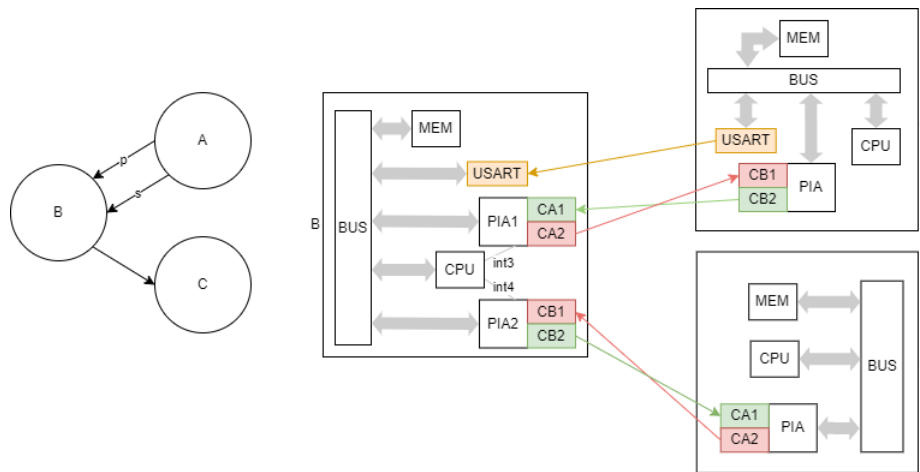 A
p
s
B
C
B
BUS
MEM
USART
PIA1
CA1
CA2
CPU
int3
int4
PIA2
CB1
CB2
MEM
BUS
USART
CPU
CB1
CB2
PIA
MEM
CPU
BUS
CA1
CA2
PIA